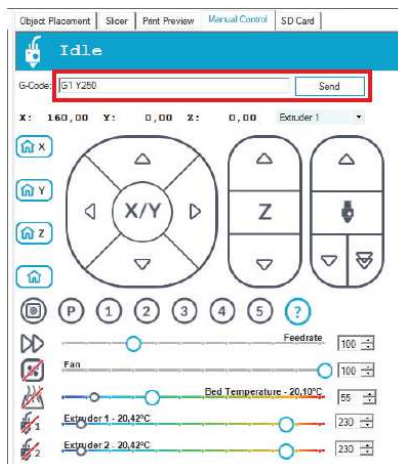 Object Placement Slicer Print Preview Manual Control SD Card
Idle
G-Code: G1 Y250 Send
X: 160,00 Y: 0,00 Z: 0,00 Extruder 1
X
Y
X/Y
Z
Z
P 1 2 3 4 5 ?
Feedrate 100
Fan 100
Bed Temperature - 20,10°C 55
1 Extruder 1 - 20,42°C 230
2 Extruder 2 - 20,42°C 230